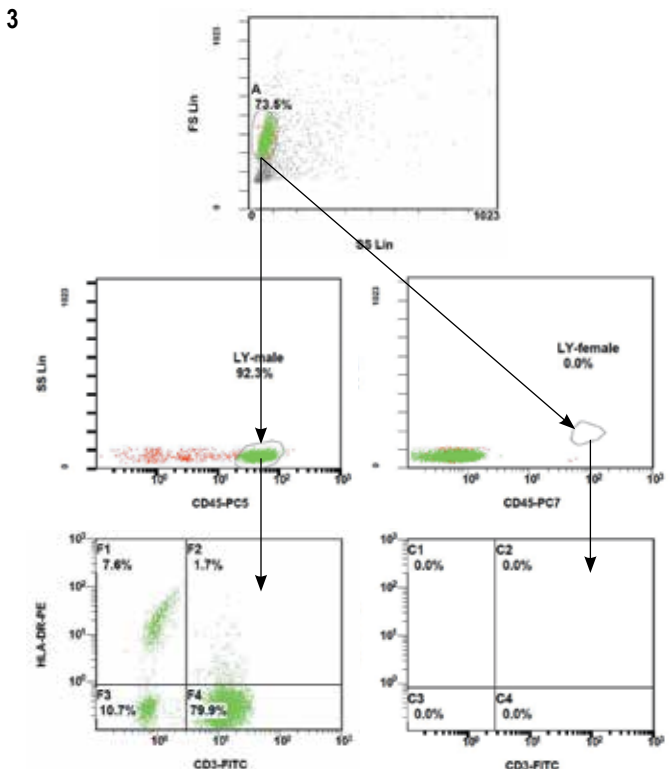 3
1023
FS Lin
0
A
73.5%
0
1023
SS Lin
1023
SS Lin
0
LY-male
92.3%
10⁰
10¹
10²
10³
CD45-PC5
1023
0
LY-female
0.0%
10⁰
10¹
10²
10³
CD45-PC7
10³
10²
10¹
10⁰
HLA-DR-PE
F1
7.6%
F2
1.7%
F3
10.7%
F4
79.9%
10⁰
10¹
10²
10³
CD3-FITC
10³
10²
10¹
10⁰
C1
0.0%
C2
0.0%
C3
0.0%
C4
0.0%
10⁰
10¹
10²
10³
CD3-FITC